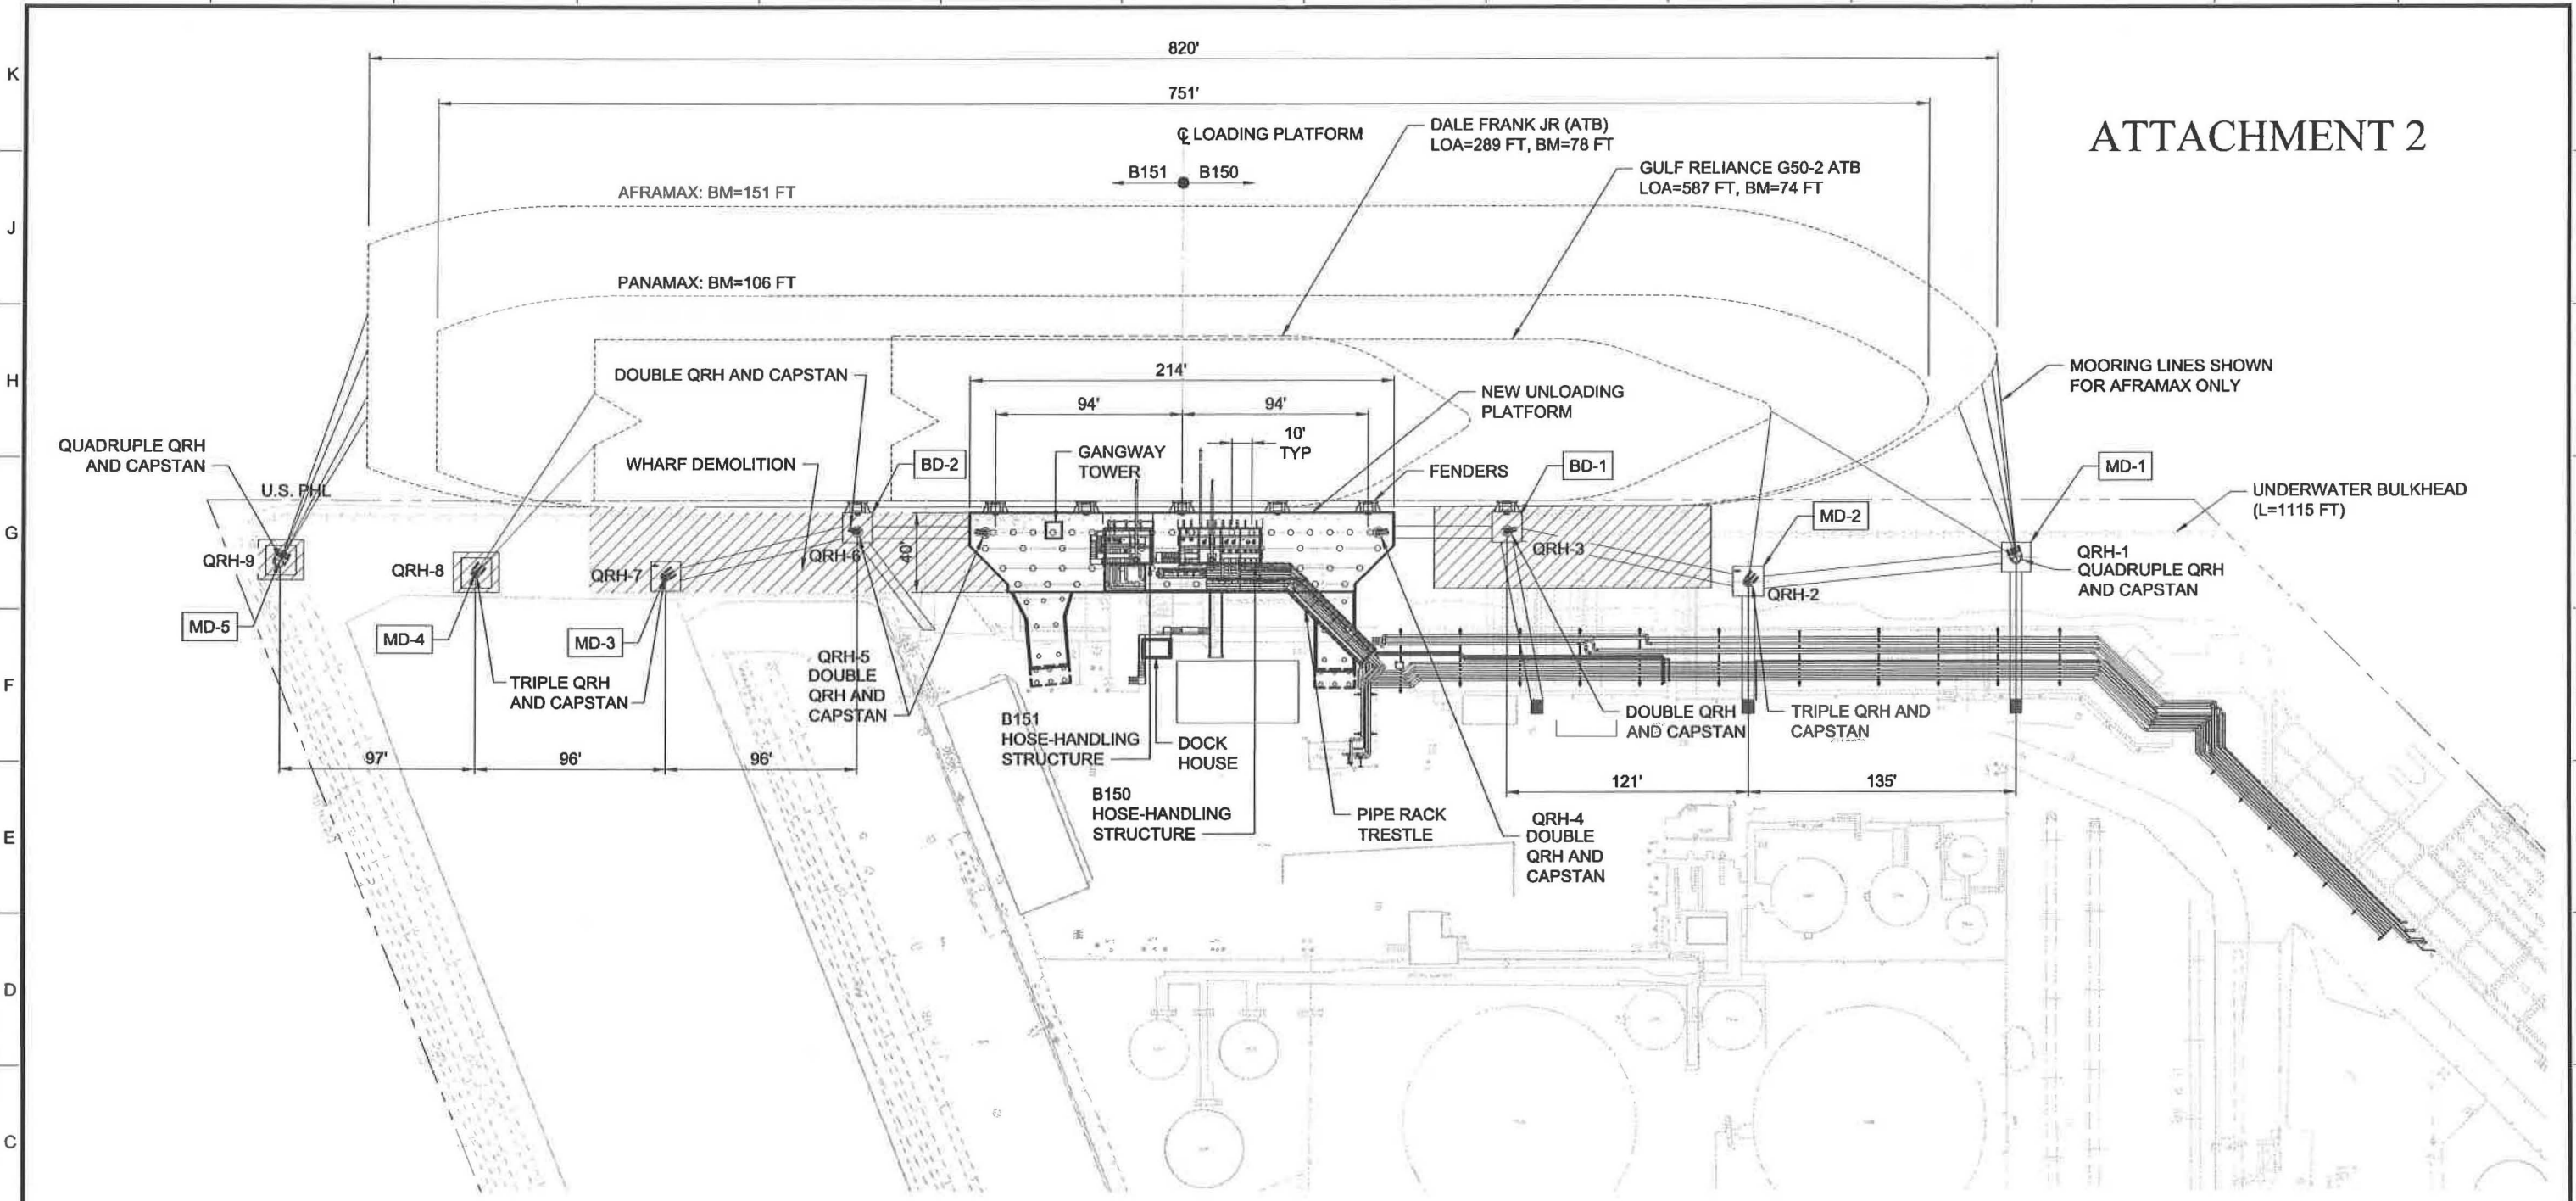 820'
751'
ATTACHMENT 2
℄ LOADING PLATFORM
B151
B150
DALE FRANK JR (ATB)
LOA=289 FT, BM=78 FT
GULF RELIANCE G50-2 ATB
LOA=587 FT, BM=74 FT
AFRAMAX: BM=151 FT
PANAMAX: BM=106 FT
DOUBLE QRH AND CAPSTAN
214'
94'
94'
10'
TYP
NEW UNLOADING
PLATFORM
MOORING LINES SHOWN
FOR AFRAMAX ONLY
QUADRUPLE QRH
AND CAPSTAN
WHARF DEMOLITION
BD-2
GANGWAY
TOWER
FENDERS
BD-1
MD-1
U.S. PHL
UNDERWATER BULKHEAD
(L=1115 FT)
MD-2
QRH-9
QRH-8
QRH-7
QRH-6
40'
QRH-3
QRH-2
QRH-1
QUADRUPLE QRH
AND CAPSTAN
MD-5
MD-4
MD-3
TRIPLE QRH
AND CAPSTAN
QRH-5
DOUBLE
QRH AND
CAPSTAN
B151
HOSE-HANDLING
STRUCTURE
DOCK
HOUSE
DOUBLE QRH
AND CAPSTAN
TRIPLE QRH AND
CAPSTAN
97'
96'
96'
121'
135'
B150
HOSE-HANDLING
STRUCTURE
PIPE RACK
TRESTLE
QRH-4
DOUBLE
QRH AND
CAPSTAN
K
J
H
G
F
E
D
C